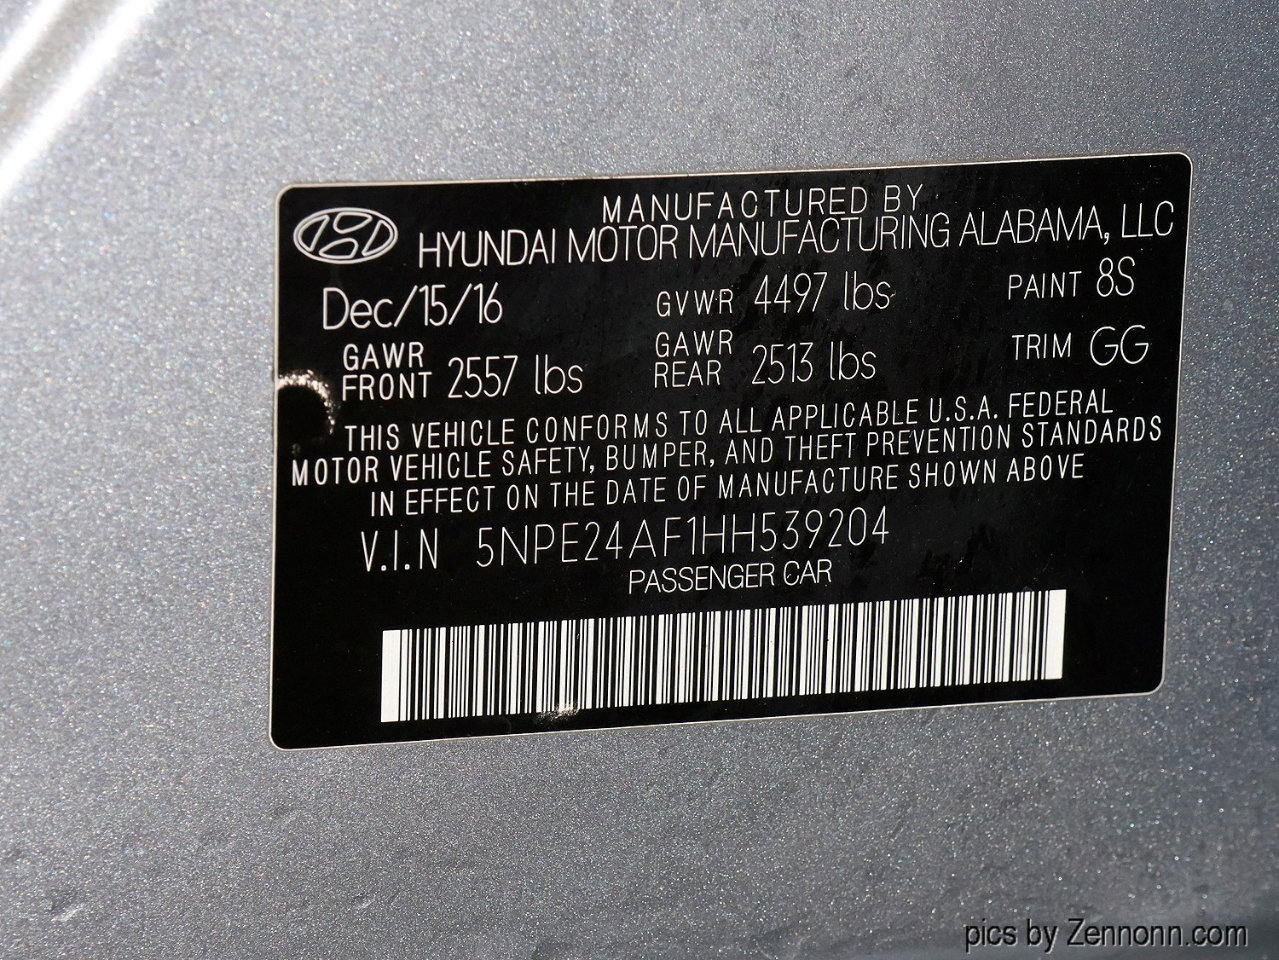 MANUFACTURED BY
HYUNDAI MOTOR MANUFACTURING ALABAMA, LLC
Dec/15/16 GVWR 4497 lbs PAINT 8S
GAWR FRONT 2557 lbs GAWR REAR 2513 lbs TRIM GG
THIS VEHICLE CONFORMS TO ALL APPLICABLE U.S.A. FEDERAL
MOTOR VEHICLE SAFETY, BUMPER, AND THEFT PREVENTION STANDARDS
IN EFFECT ON THE DATE OF MANUFACTURE SHOWN ABOVE
V.I.N 5NPE24AF1HH539204
PASSENGER CAR
pics by Zennonn.com